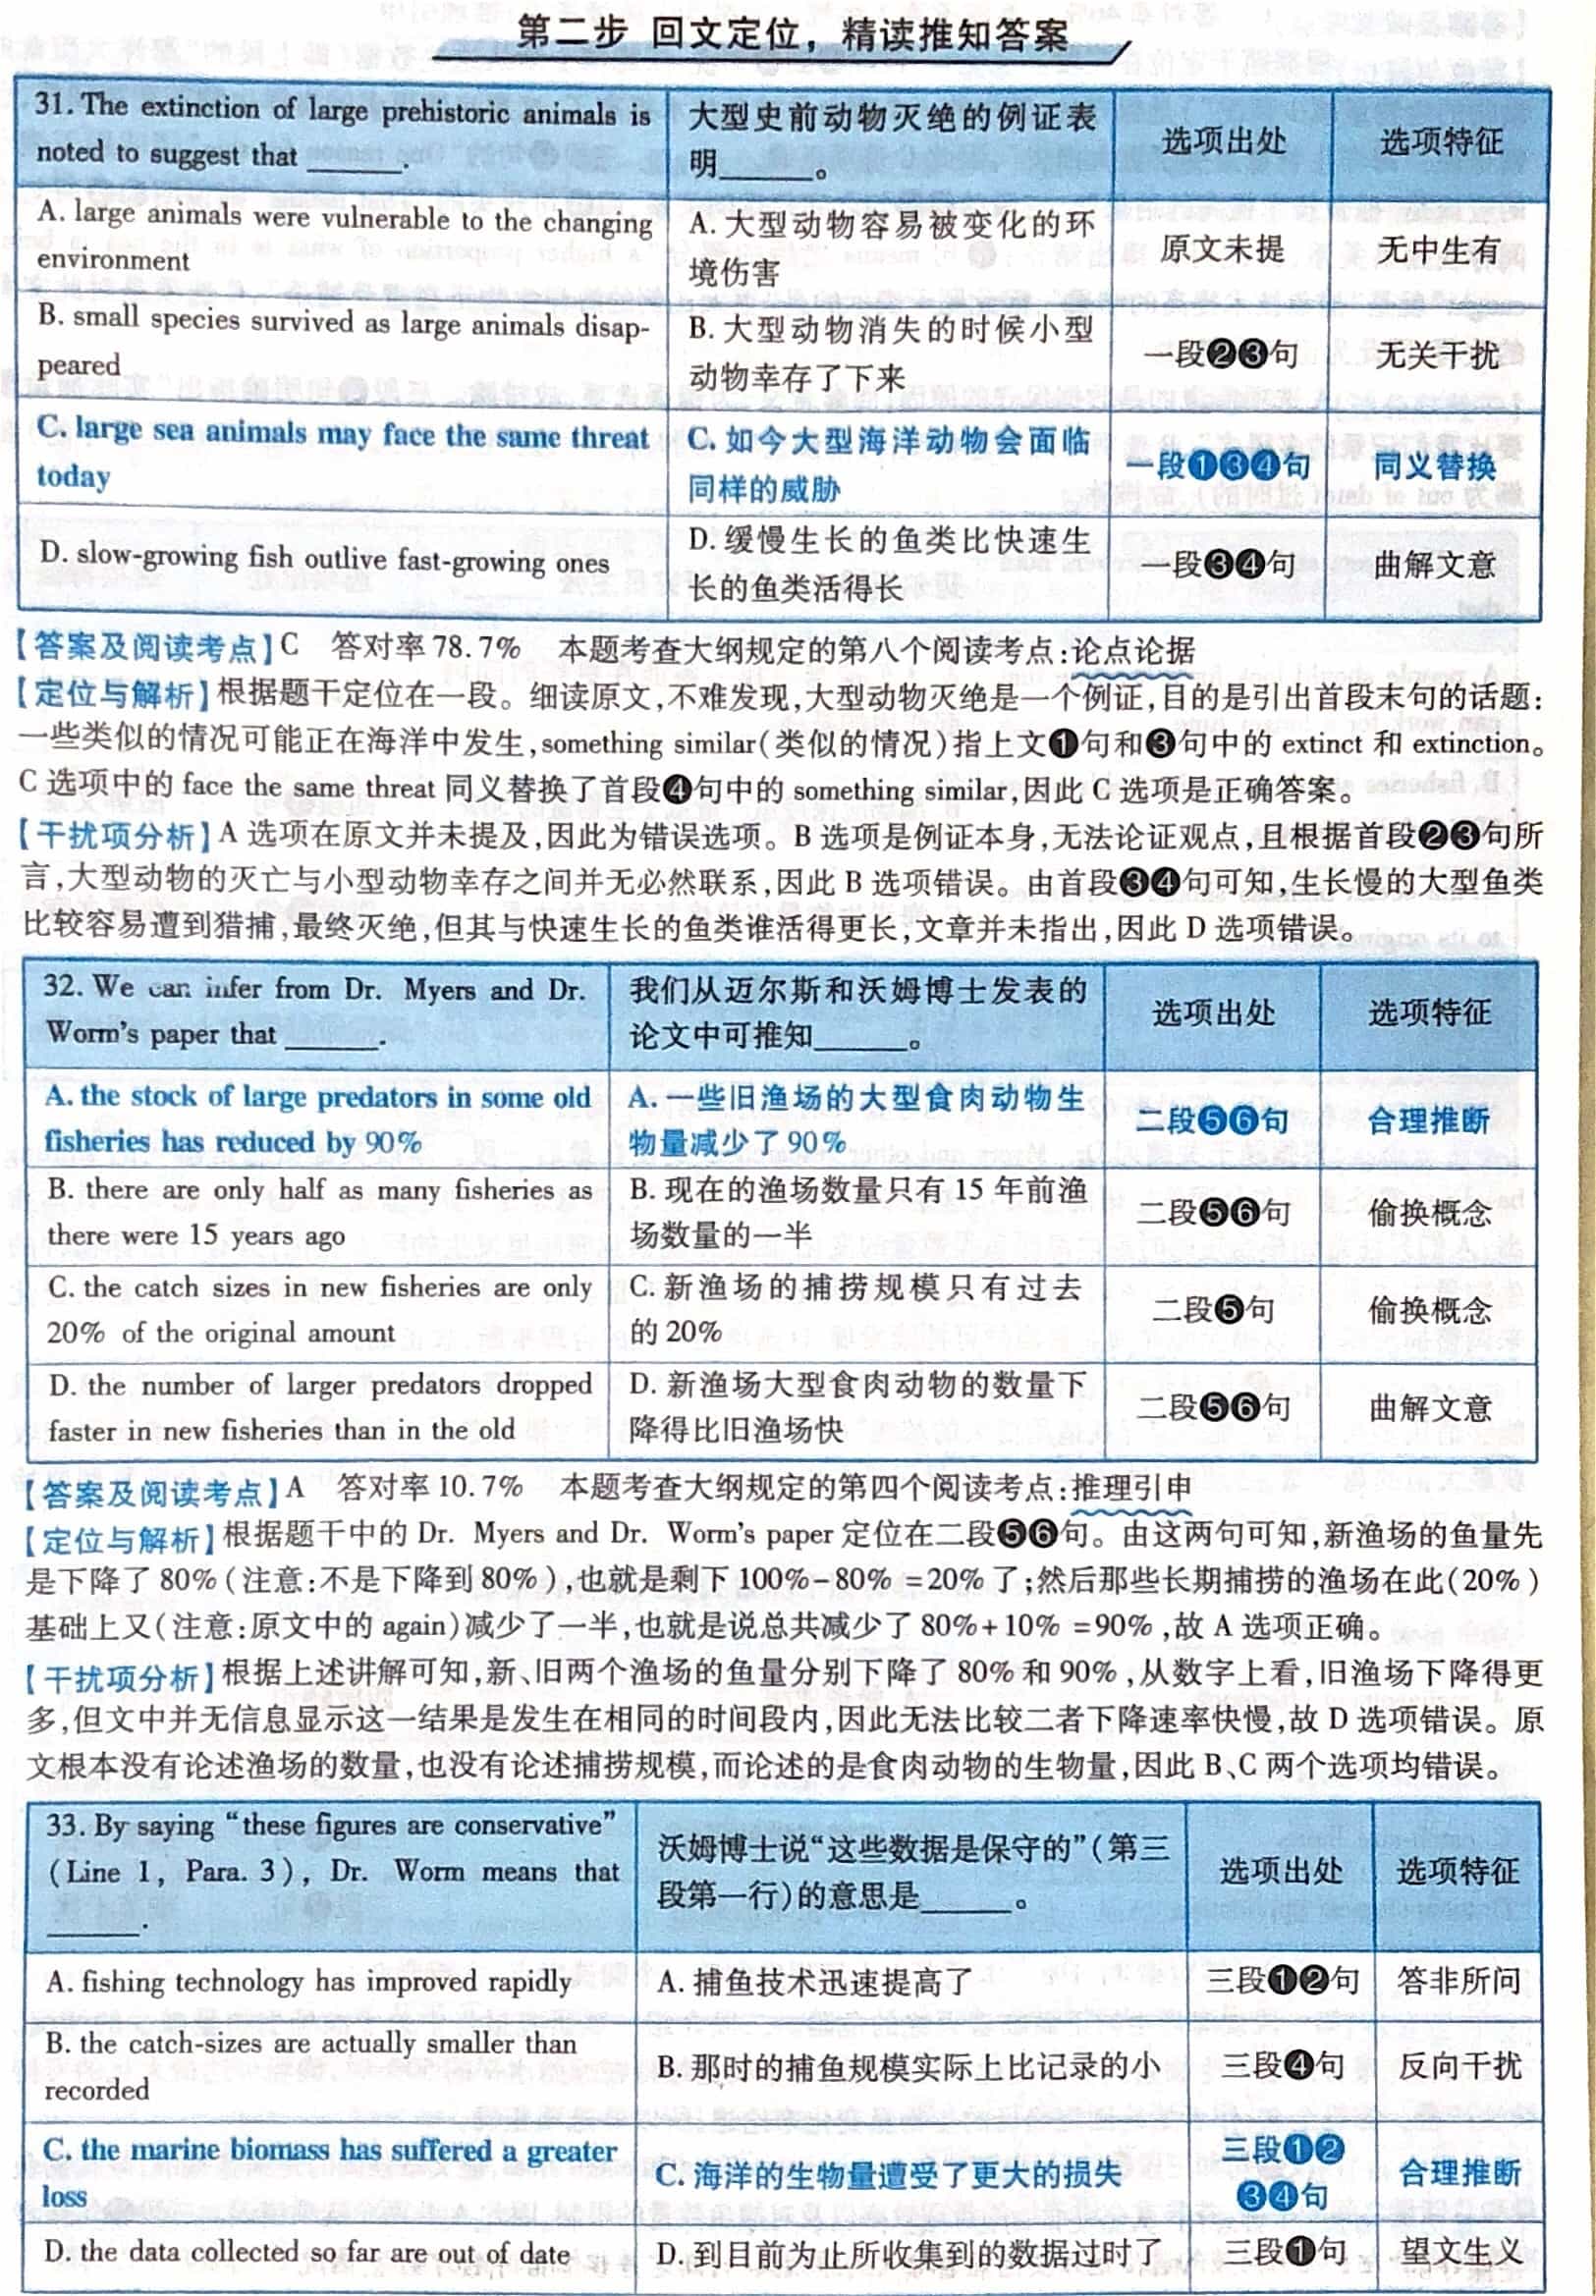 第二步 回文定位，精读推知答案
31. The extinction of large prehistoric animals is
noted to suggest that ______.
大型史前动物灭绝的例证表
明______。
选项出处
选项特征
A. large animals were vulnerable to the changing
environment
A. 大型动物容易被变化的环
境伤害
原文未提
无中生有
B. small species survived as large animals disap-
peared
B. 大型动物消失的时候小型
动物幸存了下来
一段❷❸句
无关干扰
C. large sea animals may face the same threat
today
C. 如今大型海洋动物会面临
同样的威胁
一段❶❸❹句
同义替换
D. slow-growing fish outlive fast-growing ones
D. 缓慢生长的鱼类比快速生
长的鱼类活得长
一段❸❹句
曲解文意
【答案及阅读考点】C 答对率78.7% 本题考查大纲规定的第八个阅读考点:论点论据
【定位与解析】根据题干定位在一段。细读原文,不难发现,大型动物灭绝是一个例证,目的是引出首段末句的话题:
一些类似的情况可能正在海洋中发生,something similar(类似的情况)指上文❶句和❸句中的 extinct 和 extinction。
C 选项中的 face the same threat 同义替换了首段❹句中的 something similar,因此 C 选项是正确答案。
【干扰项分析】A 选项在原文并未提及,因此为错误选项。B 选项是例证本身,无法论证观点,且根据首段❷❸句所
言,大型动物的灭亡与小型动物幸存之间并无必然联系,因此 B 选项错误。由首段❸❹句可知,生长慢的大型鱼类
比较容易遭到猎捕,最终灭绝,但其与快速生长的鱼类谁活得更长,文章并未指出,因此 D 选项错误。
32. We can infer from Dr. Myers and Dr.
Worm's paper that ______.
我们从迈尔斯和沃姆博士发表的
论文中可推知______。
选项出处
选项特征
A. the stock of large predators in some old
fisheries has reduced by 90%
A. 一些旧渔场的大型食肉动物生
物量减少了90%
二段❺❻句
合理推断
B. there are only half as many fisheries as
there were 15 years ago
B. 现在的渔场数量只有15年前渔
场数量的一半
二段❺❻句
偷换概念
C. the catch sizes in new fisheries are only
20% of the original amount
C. 新渔场的捕捞规模只有过去
的20%
二段❺句
偷换概念
D. the number of larger predators dropped
faster in new fisheries than in the old
D. 新渔场大型食肉动物的数量下
降得比旧渔场快
二段❺❻句
曲解文意
【答案及阅读考点】A 答对率10.7% 本题考查大纲规定的第四个阅读考点:推理引申
【定位与解析】根据题干中的 Dr. Myers and Dr. Worm's paper 定位在二段❺❻句。由这两句可知,新渔场的鱼量先
是下降了80%(注意:不是下降到80%),也就是剩下100%-80%=20%了;然后那些长期捕捞的渔场在此(20%)
基础上又(注意:原文中的 again)减少了一半,也就是说总共减少了80%+10%=90%,故 A 选项正确。
【干扰项分析】根据上述讲解可知,新、旧两个渔场的鱼量分别下降了80%和90%,从数字上看,旧渔场下降得更
多,但文中并无信息显示这一结果是发生在相同的时间段内,因此无法比较二者下降速率快慢,故 D 选项错误。原
文根本没有论述渔场的数量,也没有论述捕捞规模,而论述的是食肉动物的生物量,因此 B、C 两个选项均错误。
33. By saying “these figures are conservative”
(Line 1, Para. 3), Dr. Worm means that
______.
沃姆博士说“这些数据是保守的”(第三
段第一行)的意思是______。
选项出处
选项特征
A. fishing technology has improved rapidly
A. 捕鱼技术迅速提高了
三段❶❷句
答非所问
B. the catch-sizes are actually smaller than
recorded
B. 那时的捕鱼规模实际上比记录的小
三段❹句
反向干扰
C. the marine biomass has suffered a greater
loss
C. 海洋的生物量遭受了更大的损失
三段❶❷
❸❹句
合理推断
D. the data collected so far are out of date
D. 到目前为止所收集到的数据过时了
三段❶句
望文生义